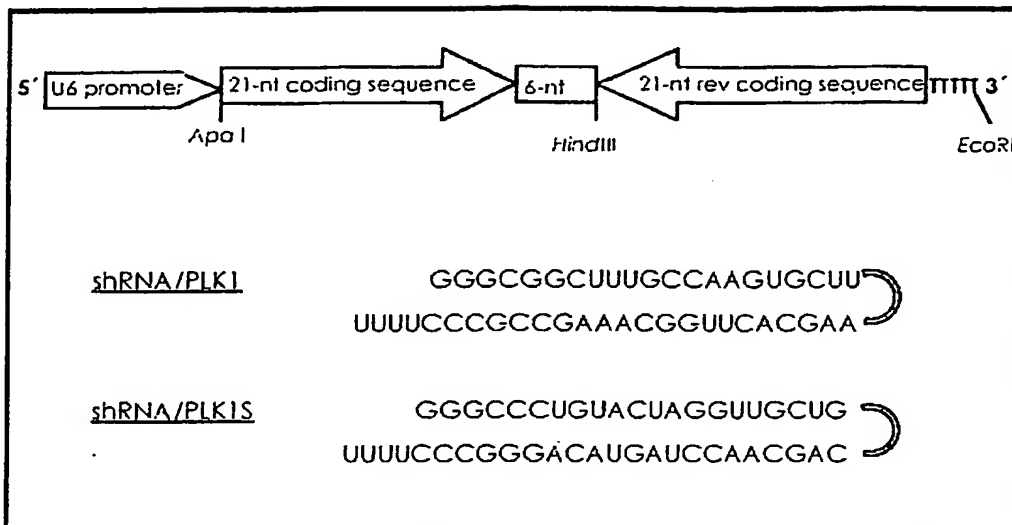 5´ U6 promoter 21-nt coding sequence 6-nt 21-nt rev coding sequence TTTTT 3´
Apa I HindIII EcoRI
shRNA/PLK1 GGGCGGCUUUGCCAAGUGCUU
UUUUCCCGCCGAAACGGUUCACGAA
shRNA/PLK1S GGGCCCUGUACUAGGUUGCUG
UUUUCCCGGGACAUGAUCCAACGAC